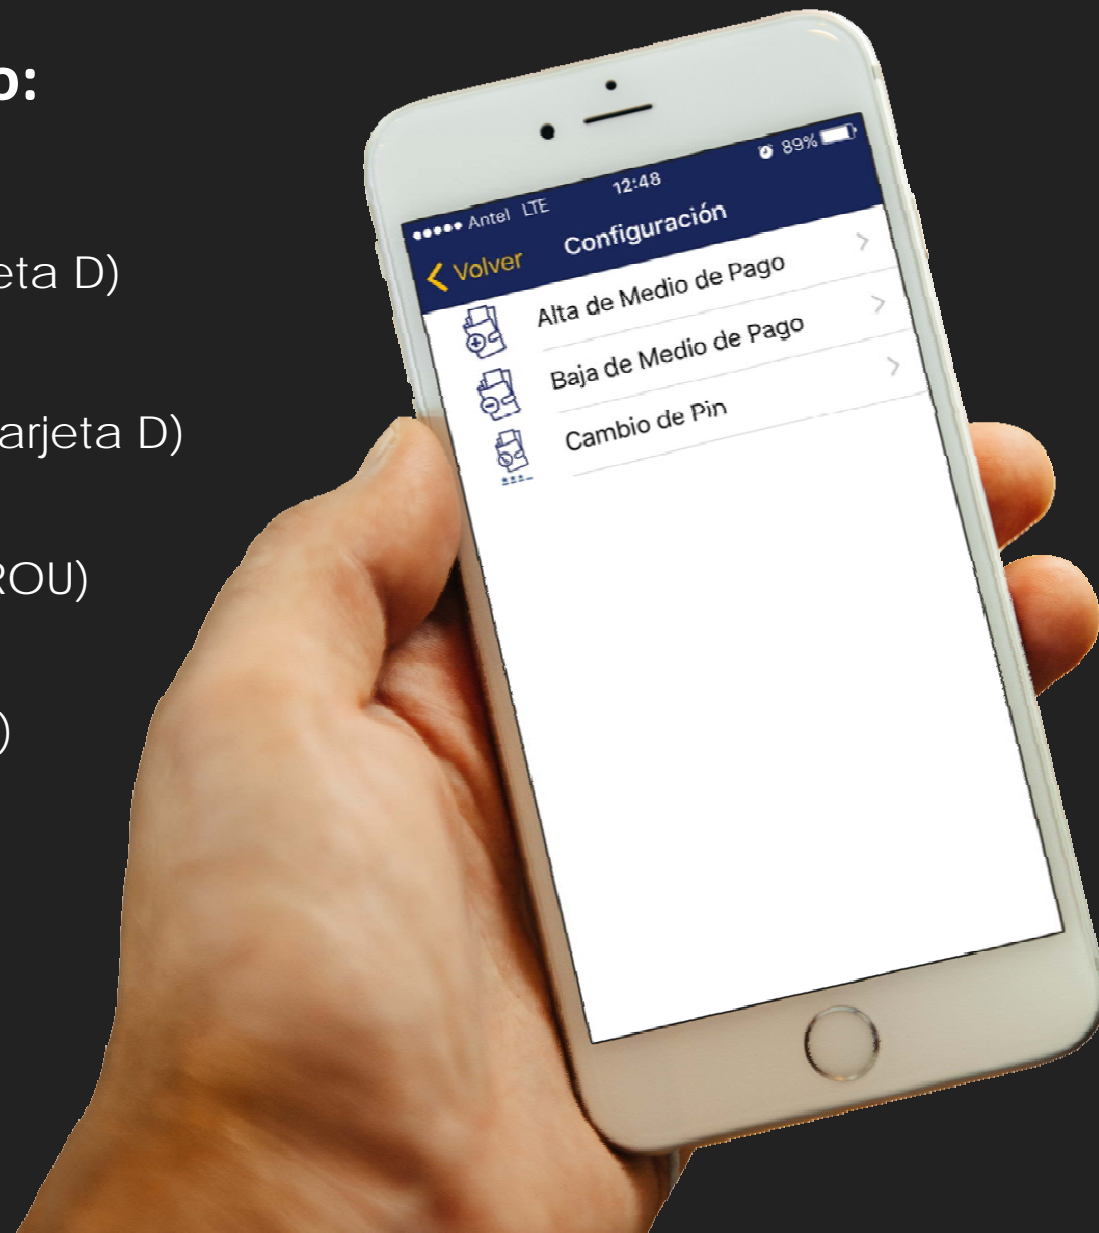 o:
eta D)
arjeta D)
ROU)
)
Antel LTE 12:48 89%
Volver Configuración
Alta de Medio de Pago
Baja de Medio de Pago
Cambio de Pin